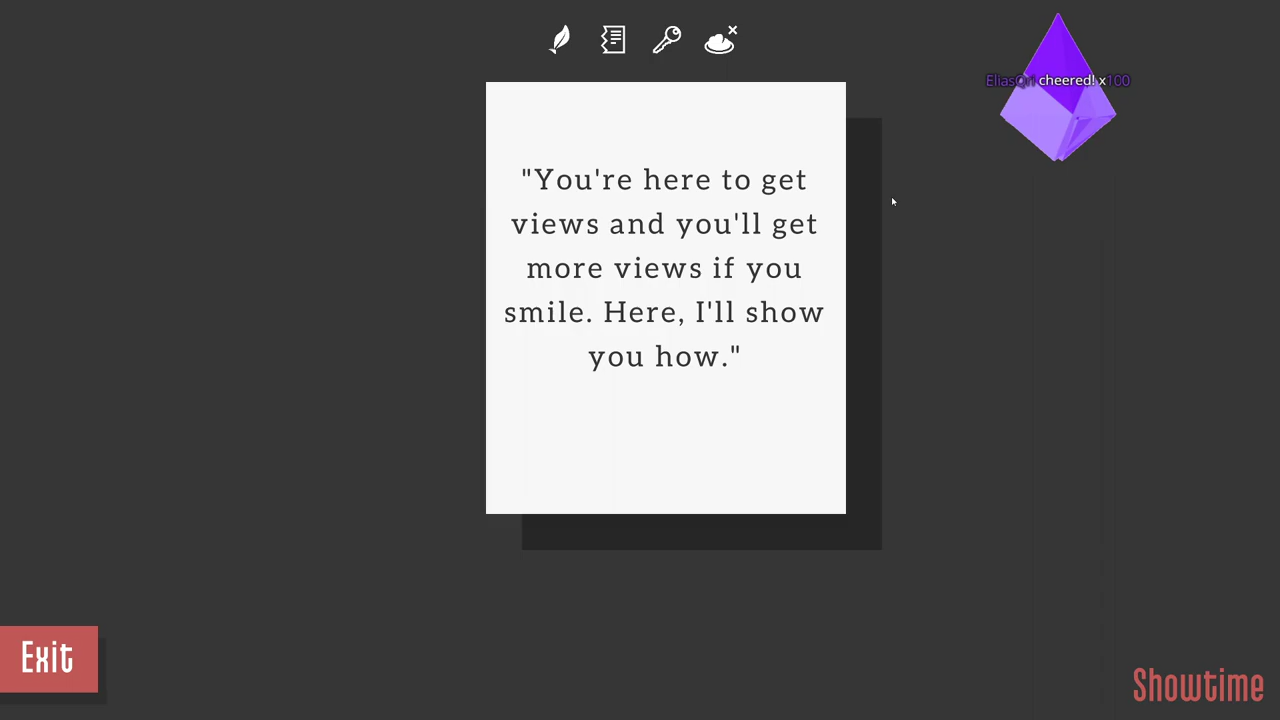 cheered! x100
"You're here to get
views and you'll get
more views if you
smile. Here, I'll show
you how."
Exit
Showtime